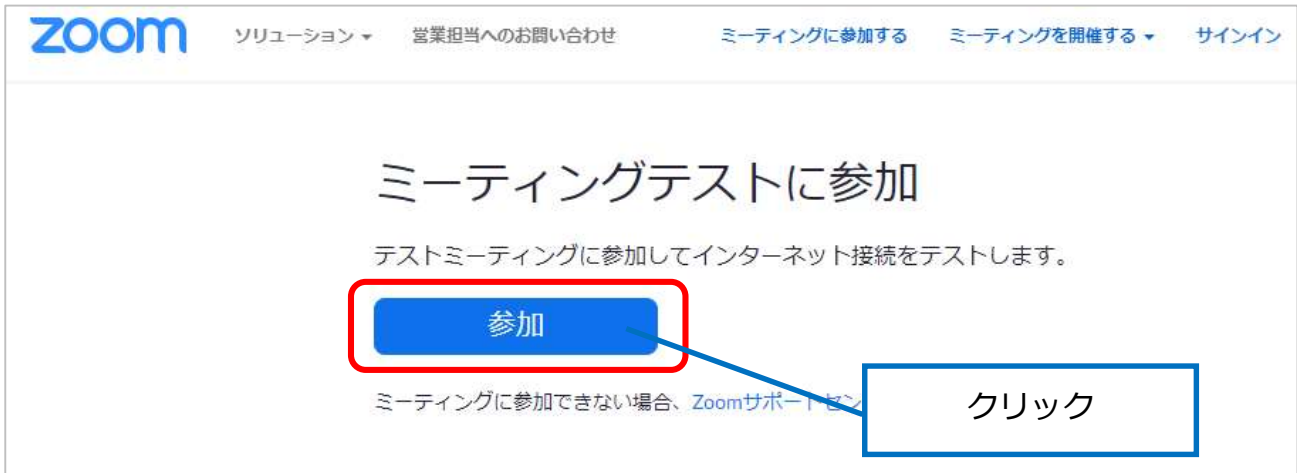 zoom ソリューション 営業担当へのお問い合わせ ミーティングに参加する ミーティングを開催する サインイン
ミーティングテストに参加
テストミーティングに参加してインターネット接続をテストします。
参加
ミーティングに参加できない場合、Zoomサポートセン
クリック